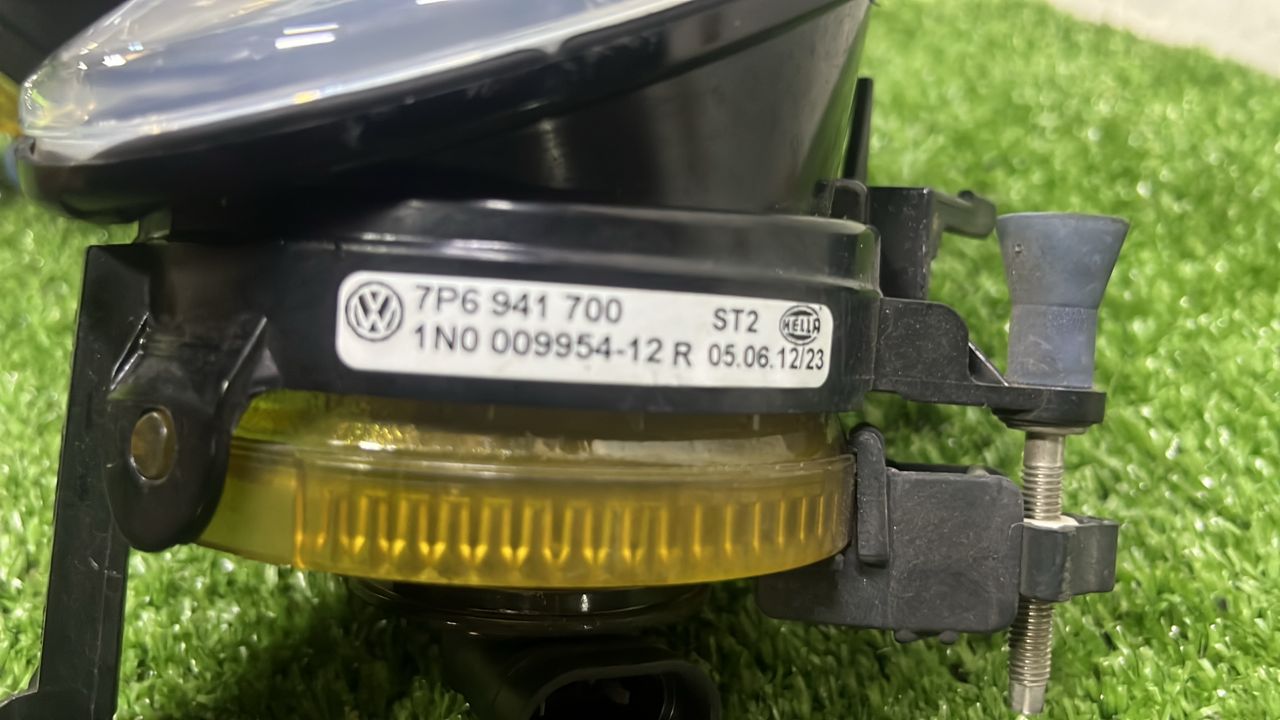 7P6 941 700 ST2 HELLA
1N0 009954-12 R 05.06.12/23